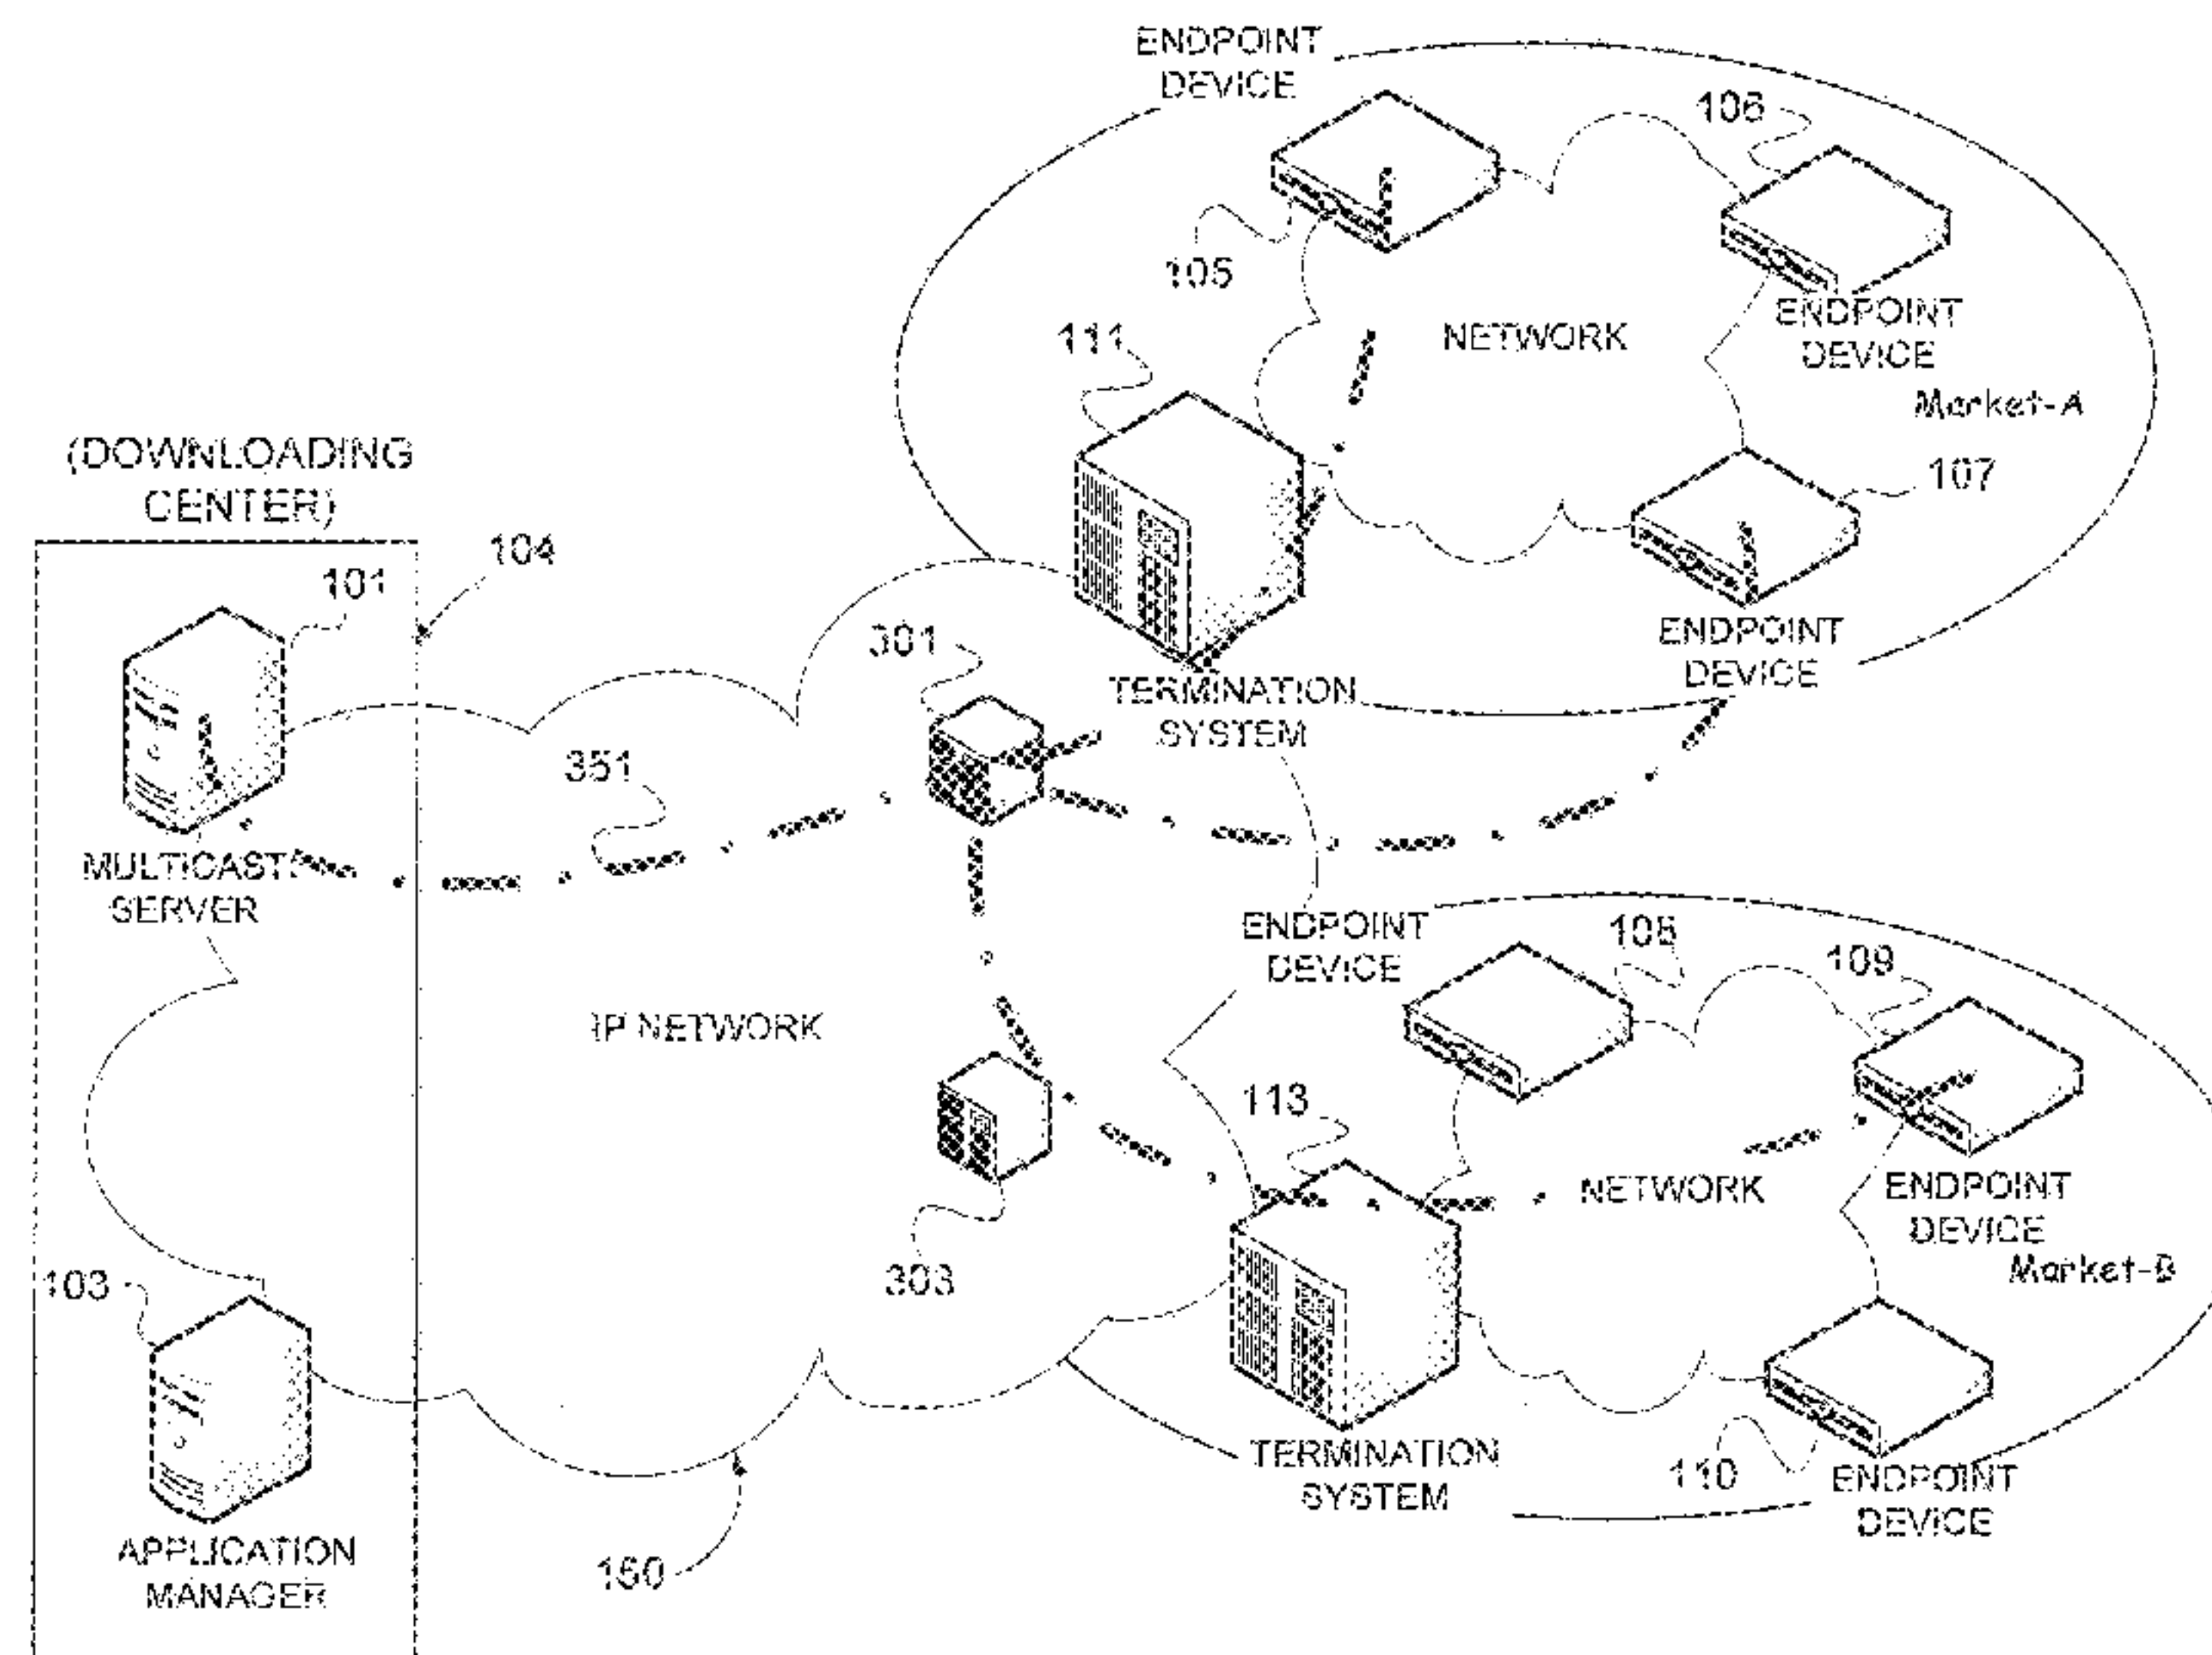 ENDPOINT
DEVICE
106
105
111
NETWORK
ENDPOINT
DEVICE
Market-A
(DOWNLOADING
CENTER)
107
104
101
301
ENDPOINT
DEVICE
TERMINATION
SYSTEM
351
MULTICAST
SERVER
ENDPOINT
DEVICE
108
109
IP NETWORK
113
NETWORK
ENDPOINT
DEVICE
Market-B
103
303
TERMINATION
SYSTEM
110
ENDPOINT
DEVICE
APPLICATION
MANAGER
150